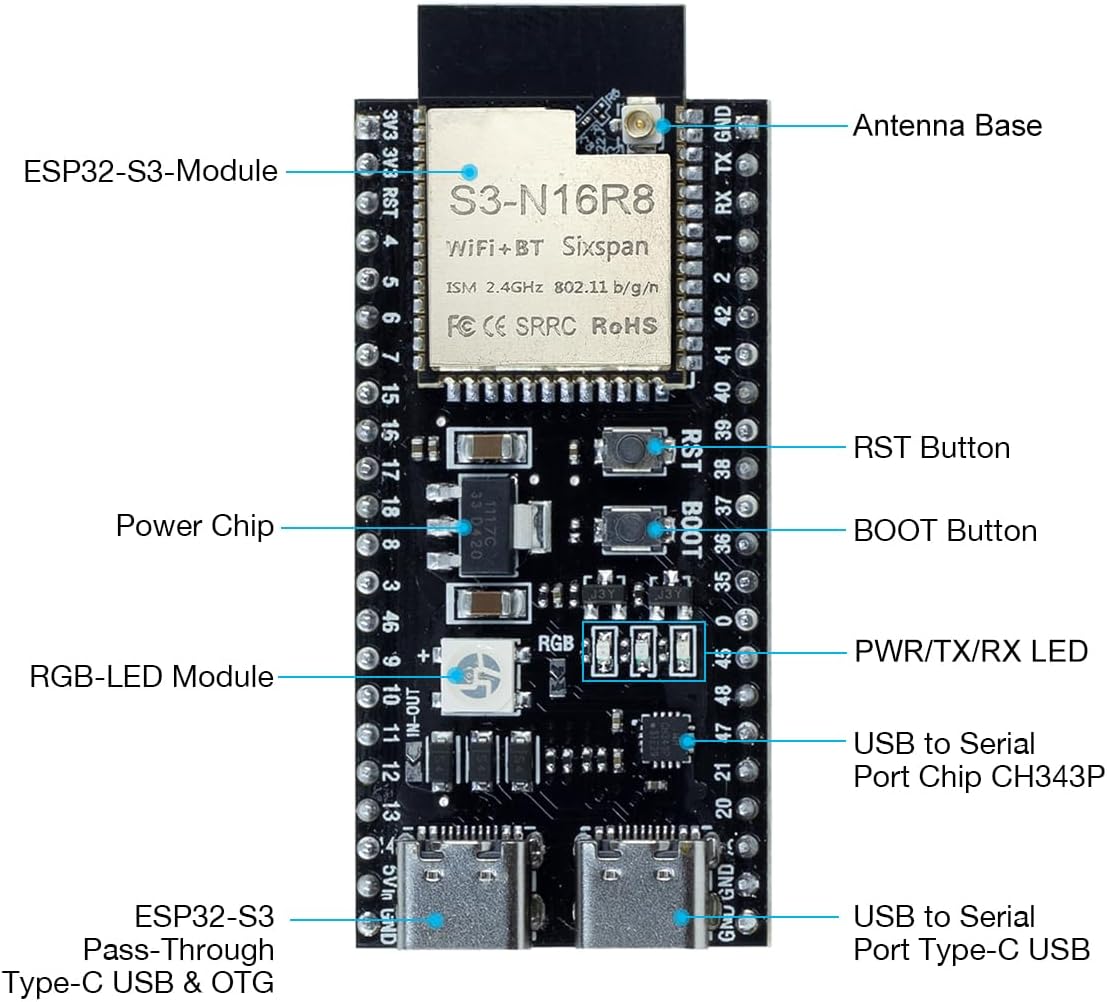 Antenna Base
ESP32-S3-Module
S3-N16R8
WiFi+BT Sixspan
ISM 2.4GHz 802.11 b/g/n
FC CE SRRC RoHS
RST Button
Power Chip
BOOT Button
PWR/TX/RX LED
RGB-LED Module
USB to Serial
Port Chip CH343P
ESP32-S3
Pass-Through
Type-C USB & OTG
USB to Serial
Port Type-C USB
3V3
3V3
RST
4
5
6
7
15
16
17
18
8
3
46
9
10
11
12
13
5Vin
GND
GND
TX
RX
1
2
42
41
40
39
38
37
36
35
0
45
48
47
21
20
GND
GND
RST
BOOT
1117C
J3Y
J3Y
RGB
+
IN-OUT